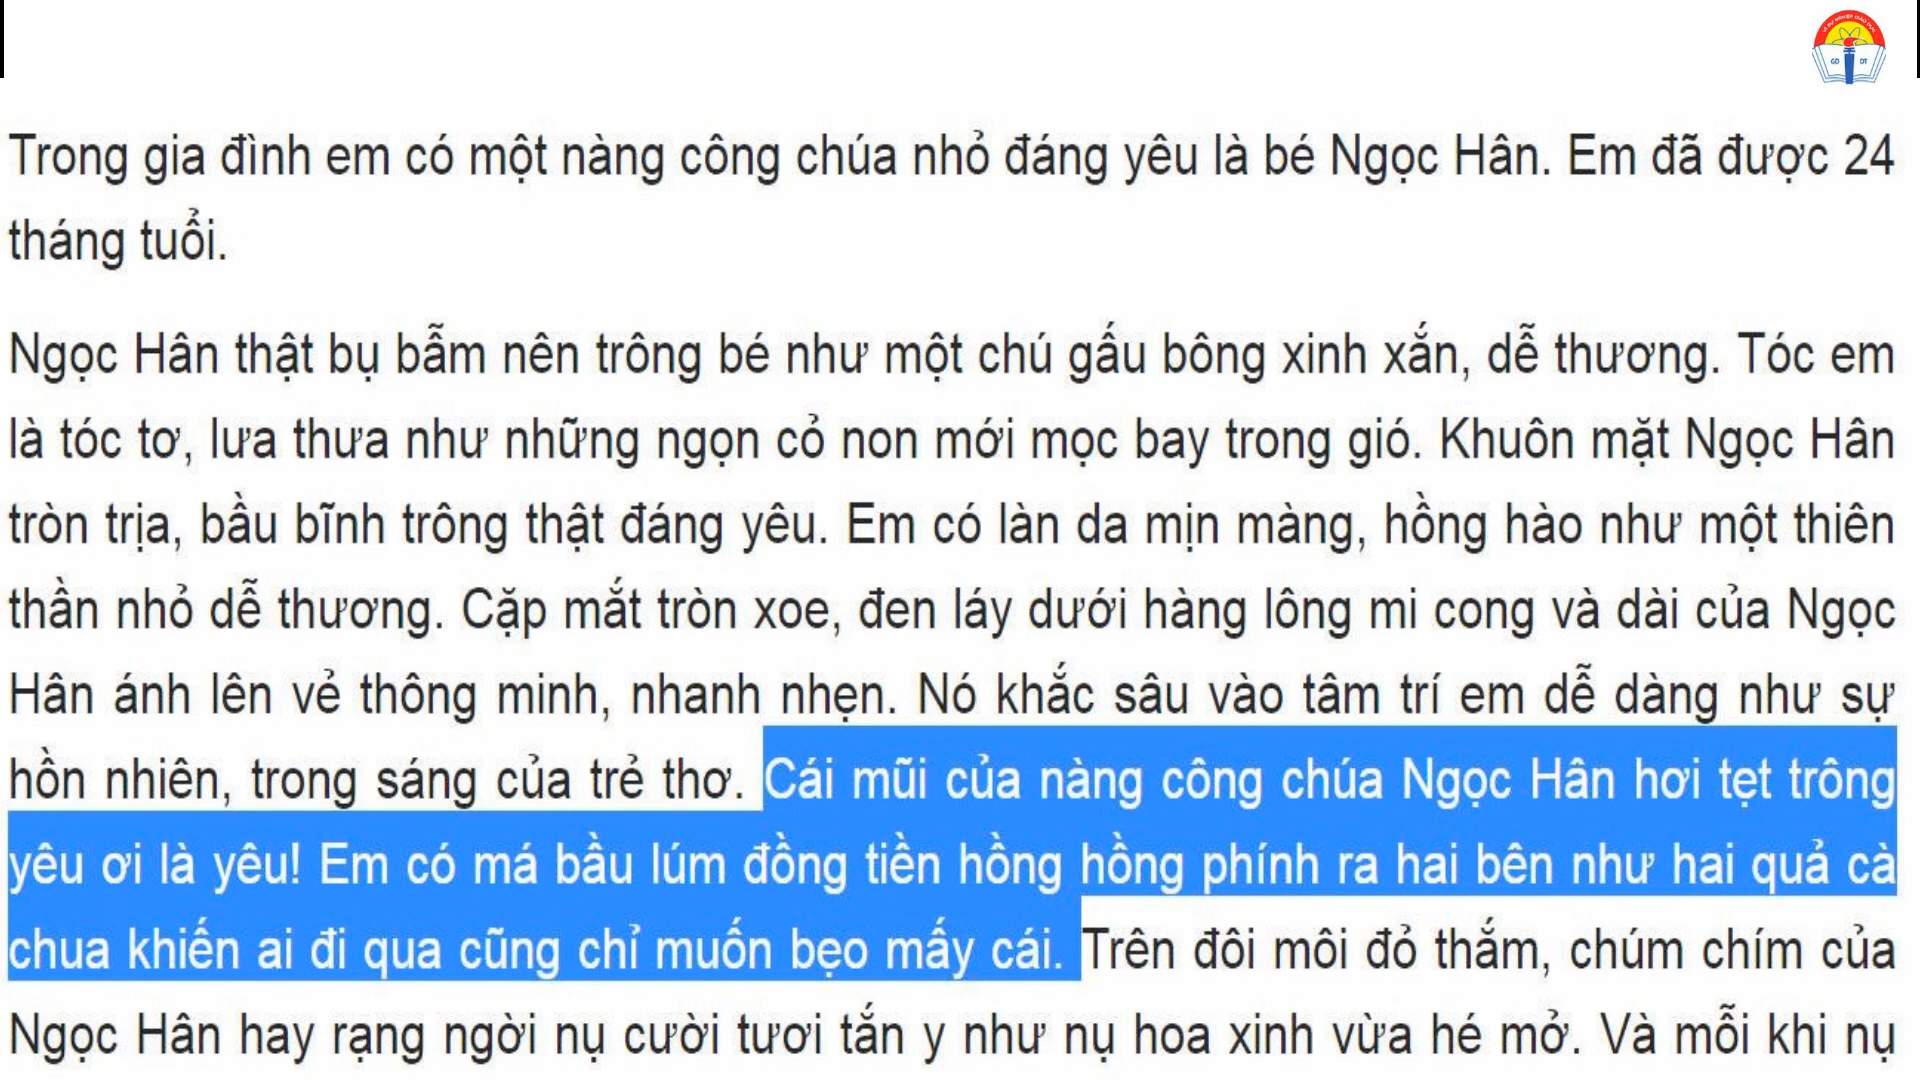 VÌ SỰ NGHIỆP GIÁO DỤC
GD ĐT
Trong gia đình em có một nàng công chúa nhỏ đáng yêu là bé Ngọc Hân. Em đã được 24
tháng tuổi.
Ngọc Hân thật bụ bẫm nên trông bé như một chú gấu bông xinh xắn, dễ thương. Tóc em
là tóc tơ, lưa thưa như những ngọn cỏ non mới mọc bay trong gió. Khuôn mặt Ngọc Hân
tròn trịa, bầu bĩnh trông thật đáng yêu. Em có làn da mịn màng, hồng hào như một thiên
thần nhỏ dễ thương. Cặp mắt tròn xoe, đen láy dưới hàng lông mi cong và dài của Ngọc
Hân ánh lên vẻ thông minh, nhanh nhẹn. Nó khắc sâu vào tâm trí em dễ dàng như sự
hồn nhiên, trong sáng của trẻ thơ. Cái mũi của nàng công chúa Ngọc Hân hơi tẹt trông
yêu ơi là yêu! Em có má bầu lúm đồng tiền hồng hồng phính ra hai bên như hai quả cà
chua khiến ai đi qua cũng chỉ muốn bẹo mấy cái. Trên đôi môi đỏ thắm, chúm chím của
Ngọc Hân hay rạng ngời nụ cười tươi tắn y như nụ hoa xinh vừa hé mở. Và mỗi khi nụ